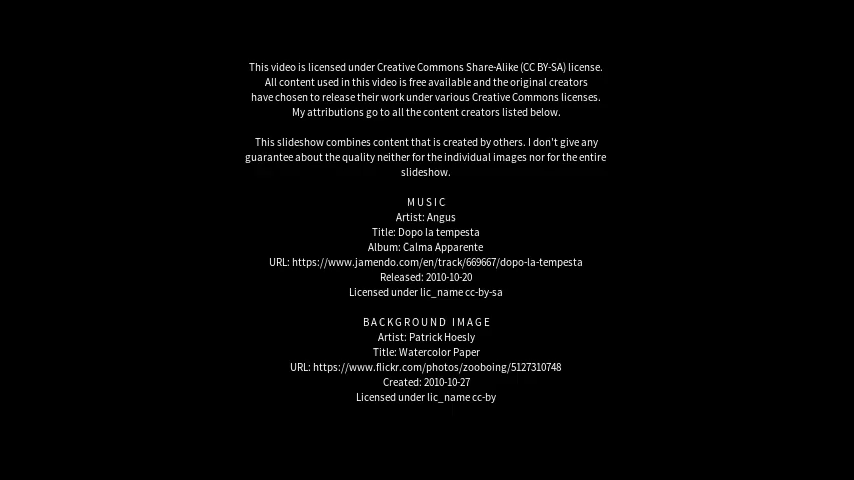 This video is licensed under Creative Commons Share-Alike (CC BY-SA) license.
All content used in this video is free available and the original creators
have chosen to release their work under various Creative Commons licenses.
My attributions go to all the content creators listed below.
This slideshow combines content that is created by others. I don't give any
guarantee about the quality neither for the individual images nor for the entire
slideshow.
MUSIC
Artist: Angus
Title: Dopo la tempesta
Album: Calma Apparente
URL: https://www.jamendo.com/en/track/669667/dopo-la-tempesta
Released: 2010-10-20
Licensed under lic_name cc-by-sa
BACKGROUND IMAGE
Artist: Patrick Hoesly
Title: Watercolor Paper
URL: https://www.flickr.com/photos/zooboing/5127310748
Created: 2010-10-27
Licensed under lic_name cc-by